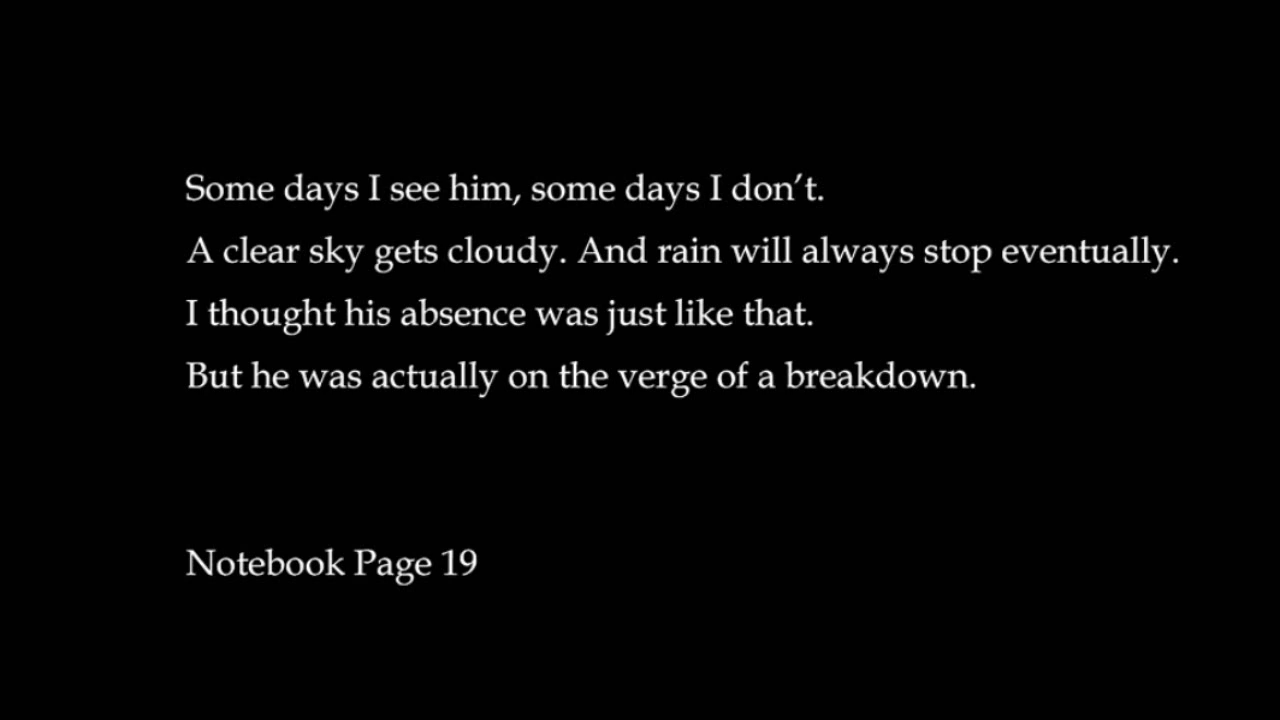 Some days I see him, some days I don’t.
A clear sky gets cloudy. And rain will always stop eventually.
I thought his absence was just like that.
But he was actually on the verge of a breakdown.
Notebook Page 19